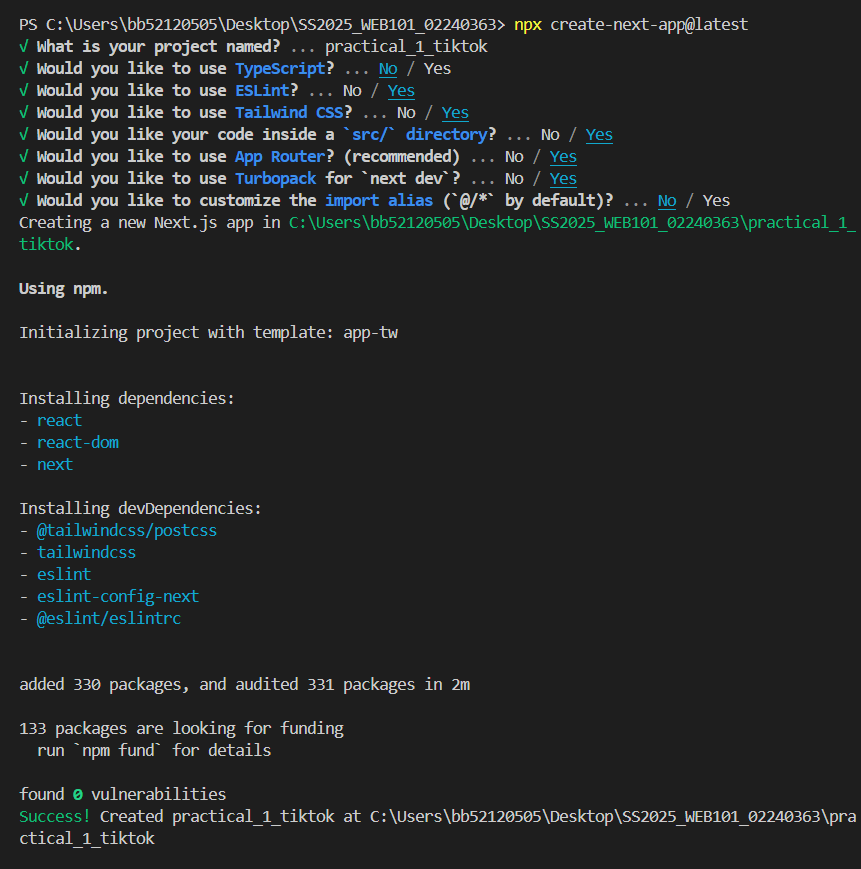 PS C:\Users\bb52120505\Desktop\SS2025_WEB101_02240363> npx create-next-app@latest
√ What is your project named? ... practical_1_tiktok
√ Would you like to use TypeScript? ... No / Yes
√ Would you like to use ESLint? ... No / Yes
√ Would you like to use Tailwind CSS? ... No / Yes
√ Would you like your code inside a `src/` directory? ... No / Yes
√ Would you like to use App Router? (recommended) ... No / Yes
√ Would you like to use Turbopack for `next dev`? ... No / Yes
√ Would you like to customize the import alias (`@/*` by default)? ... No / Yes
Creating a new Next.js app in C:\Users\bb52120505\Desktop\SS2025_WEB101_02240363\practical_1_
tiktok.
Using npm.
Initializing project with template: app-tw
Installing dependencies:
- react
- react-dom
- next
Installing devDependencies:
- @tailwindcss/postcss
- tailwindcss
- eslint
- eslint-config-next
- @eslint/eslintrc
added 330 packages, and audited 331 packages in 2m
133 packages are looking for funding
  run `npm fund` for details
found 0 vulnerabilities
Success! Created practical_1_tiktok at C:\Users\bb52120505\Desktop\SS2025_WEB101_02240363\pra
ctical_1_tiktok